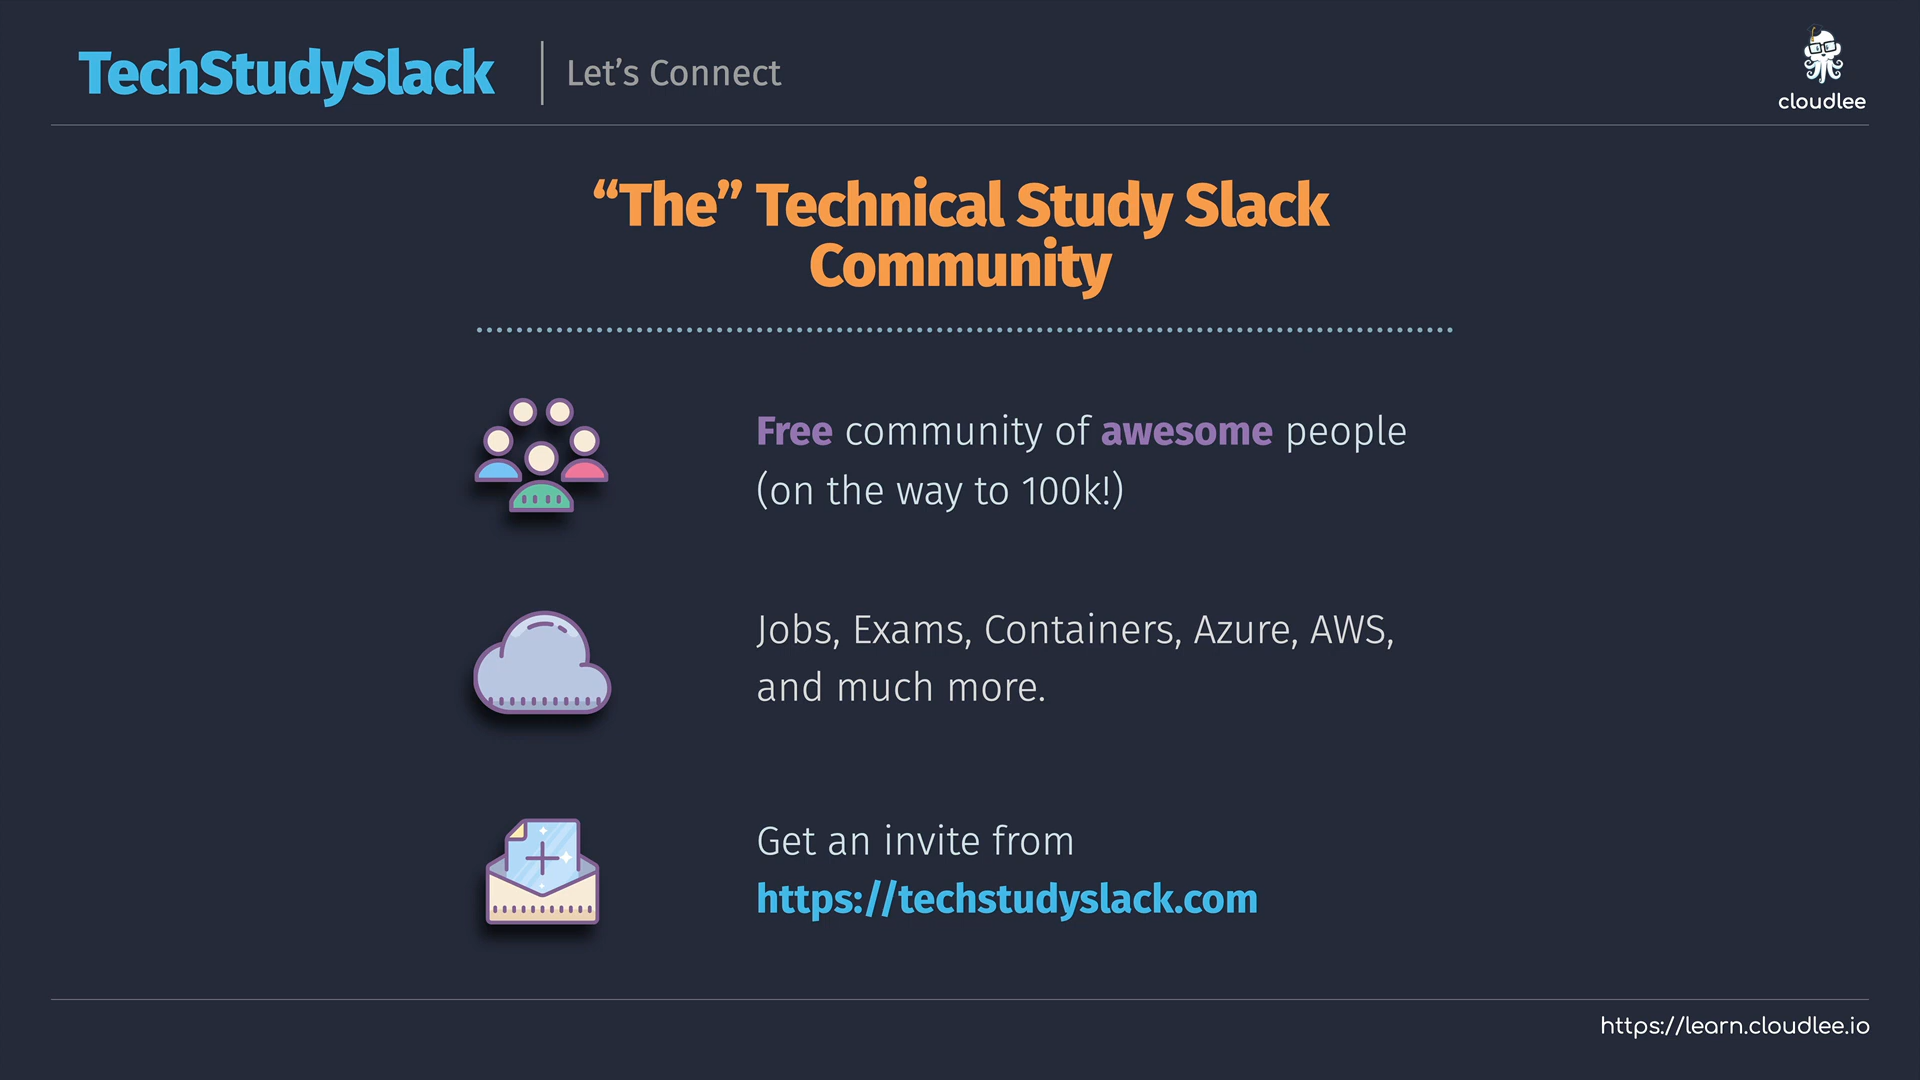 TechStudySlack
Let’s Connect
cloudlee
“The” Technical Study Slack
Community
Free community of awesome people
(on the way to 100k!)
Jobs, Exams, Containers, Azure, AWS,
and much more.
Get an invite from
https://techstudyslack.com
https://learn.cloudlee.io